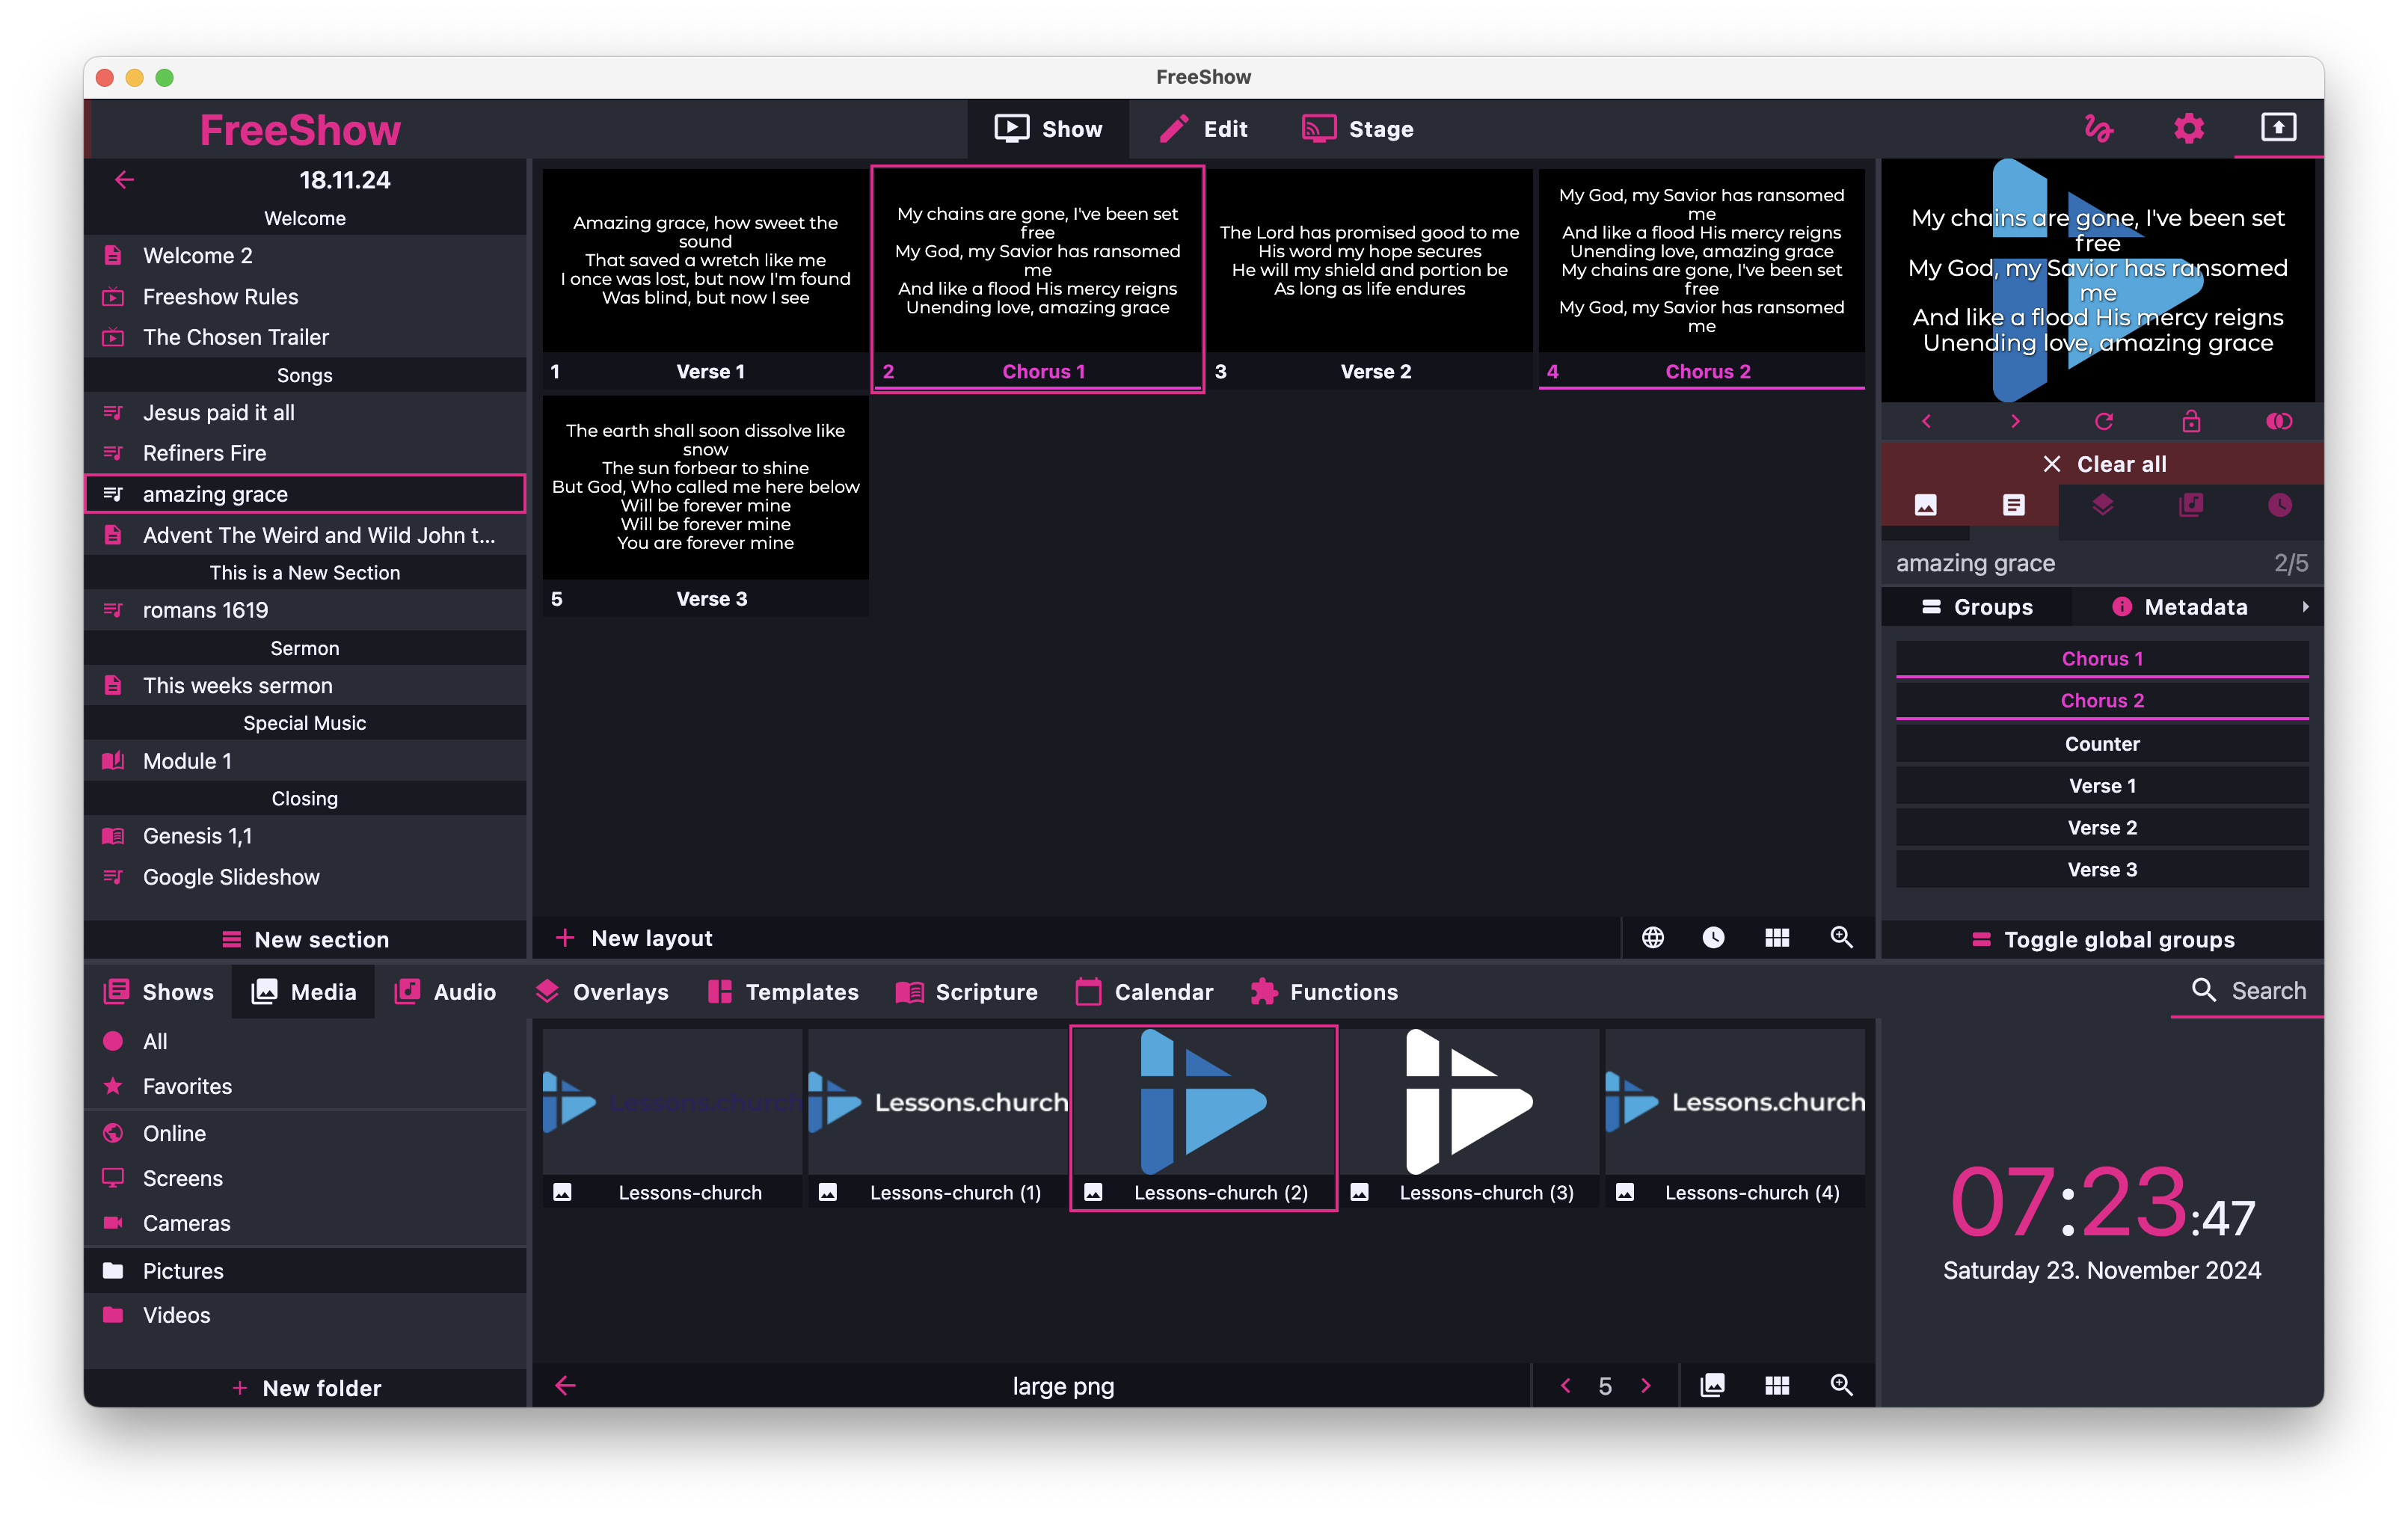 FreeShow
FreeShow
Show
Edit
Stage
18.11.24
Welcome
Welcome 2
Freeshow Rules
The Chosen Trailer
Songs
Jesus paid it all
Refiners Fire
amazing grace
Advent The Weird and Wild John t...
This is a New Section
romans 1619
Sermon
This weeks sermon
Special Music
Module 1
Closing
Genesis 1,1
Google Slideshow
New section
Amazing grace, how sweet the
sound
That saved a wretch like me
I once was lost, but now I'm found
Was blind, but now I see
1 Verse 1
My chains are gone, I've been set
free
My God, my Savior has ransomed
me
And like a flood His mercy reigns
Unending love, amazing grace
2 Chorus 1
The Lord has promised good to me
His word my hope secures
He will my shield and portion be
As long as life endures
3 Verse 2
My God, my Savior has ransomed
me
And like a flood His mercy reigns
Unending love, amazing grace
My chains are gone, I've been set
free
My God, my Savior has ransomed
me
4 Chorus 2
The earth shall soon dissolve like
snow
The sun forbear to shine
But God, Who called me here below
Will be forever mine
Will be forever mine
You are forever mine
5 Verse 3
New layout
My chains are gone, I've been set
free
My God, my Savior has ransomed
me
And like a flood His mercy reigns
Unending love, amazing grace
Clear all
amazing grace 2/5
Groups
Metadata
Chorus 1
Chorus 2
Counter
Verse 1
Verse 2
Verse 3
Toggle global groups
Shows
Media
Audio
Overlays
Templates
Scripture
Calendar
Functions
Search
All
Favorites
Online
Screens
Cameras
Pictures
Videos
New folder
Lessons.church
Lessons-church
Lessons.church
Lessons-church (1)
Lessons-church (2)
Lessons-church (3)
Lessons.church
Lessons-church (4)
large png
5
07:23:47
Saturday 23. November 2024